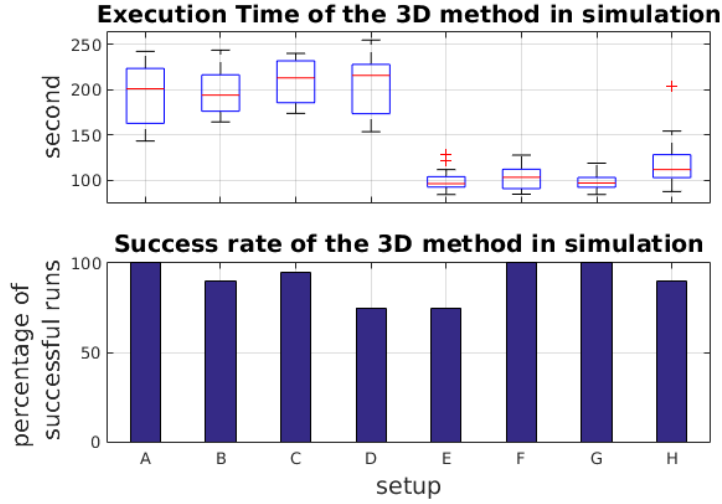 Execution Time of the 3D method in simulation
250
200
150
100
second
Success rate of the 3D method in simulation
100
50
0
percentage of
successful runs
A B C D E F G H
setup